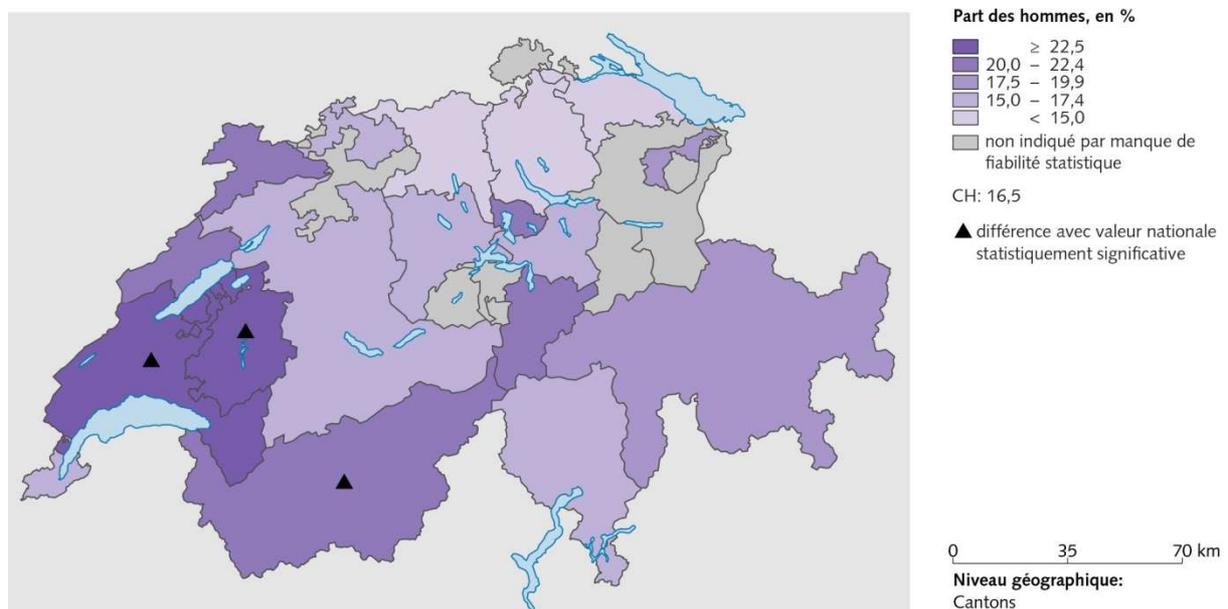 Part des hommes, en %
≥ 22,5
20,0 – 22,4
17,5 – 19,9
15,0 – 17,4
< 15,0
non indiqué par manque de
fiabilité statistique
CH: 16,5
différence avec valeur nationale
statistiquement significative
0 35 70 km
Niveau géographique:
Cantons